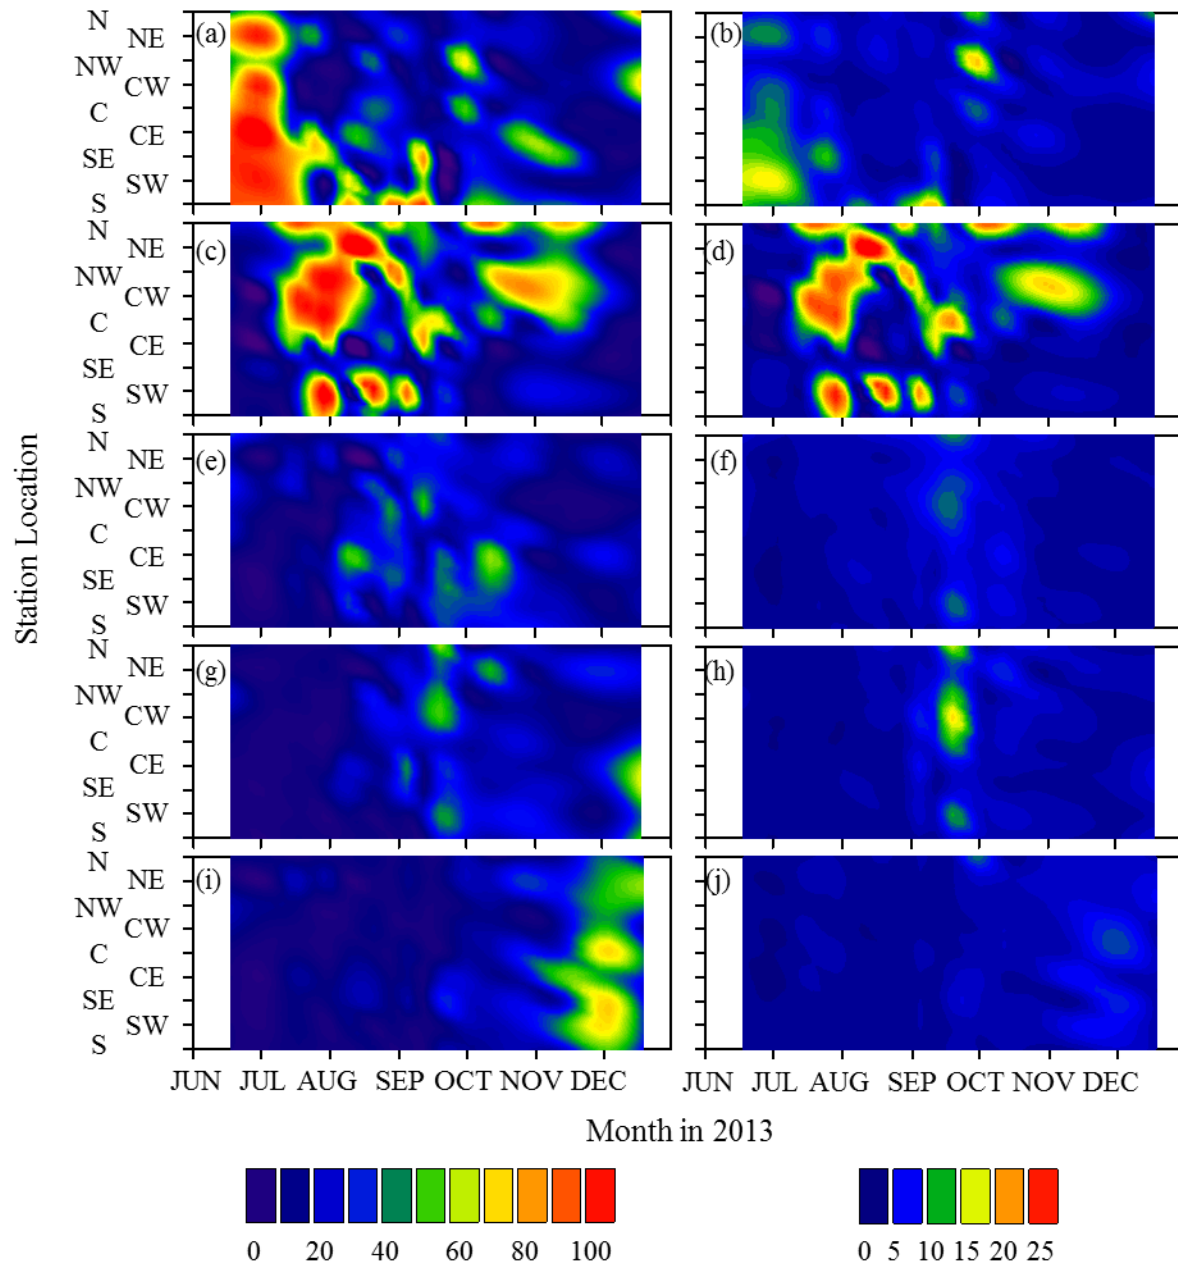 N
(a)
(b)
NE
NW
CW
C
CE
SE
SW
S
N
(c)
(d)
NE
NW
CW
C
CE
SE
SW
S
N
(e)
(f)
NE
NW
CW
C
CE
SE
SW
S
N
(g)
(h)
NE
NW
CW
C
CE
SE
SW
S
N
(i)
(j)
NE
NW
CW
C
CE
SE
SW
S
Station Location
JUN JUL AUG SEP OCT NOV DEC
JUN JUL AUG SEP OCT NOV DEC
Month in 2013
0 20 40 60 80 100
0 5 10 15 20 25